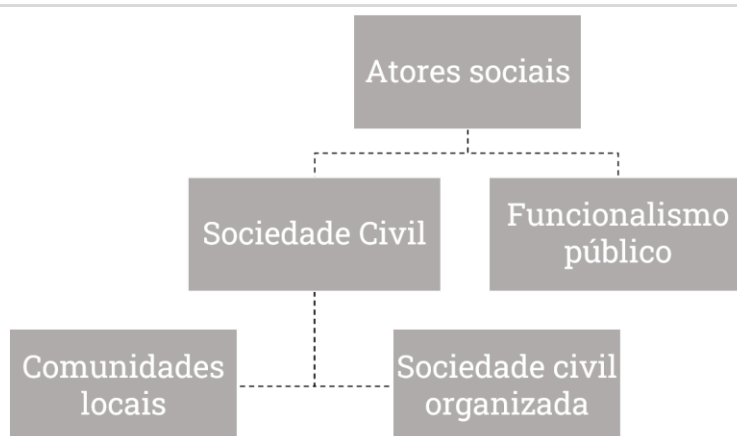 Atores sociais
Sociedade Civil
Funcionalismo
público
Comunidades
locais
Sociedade civil
organizada